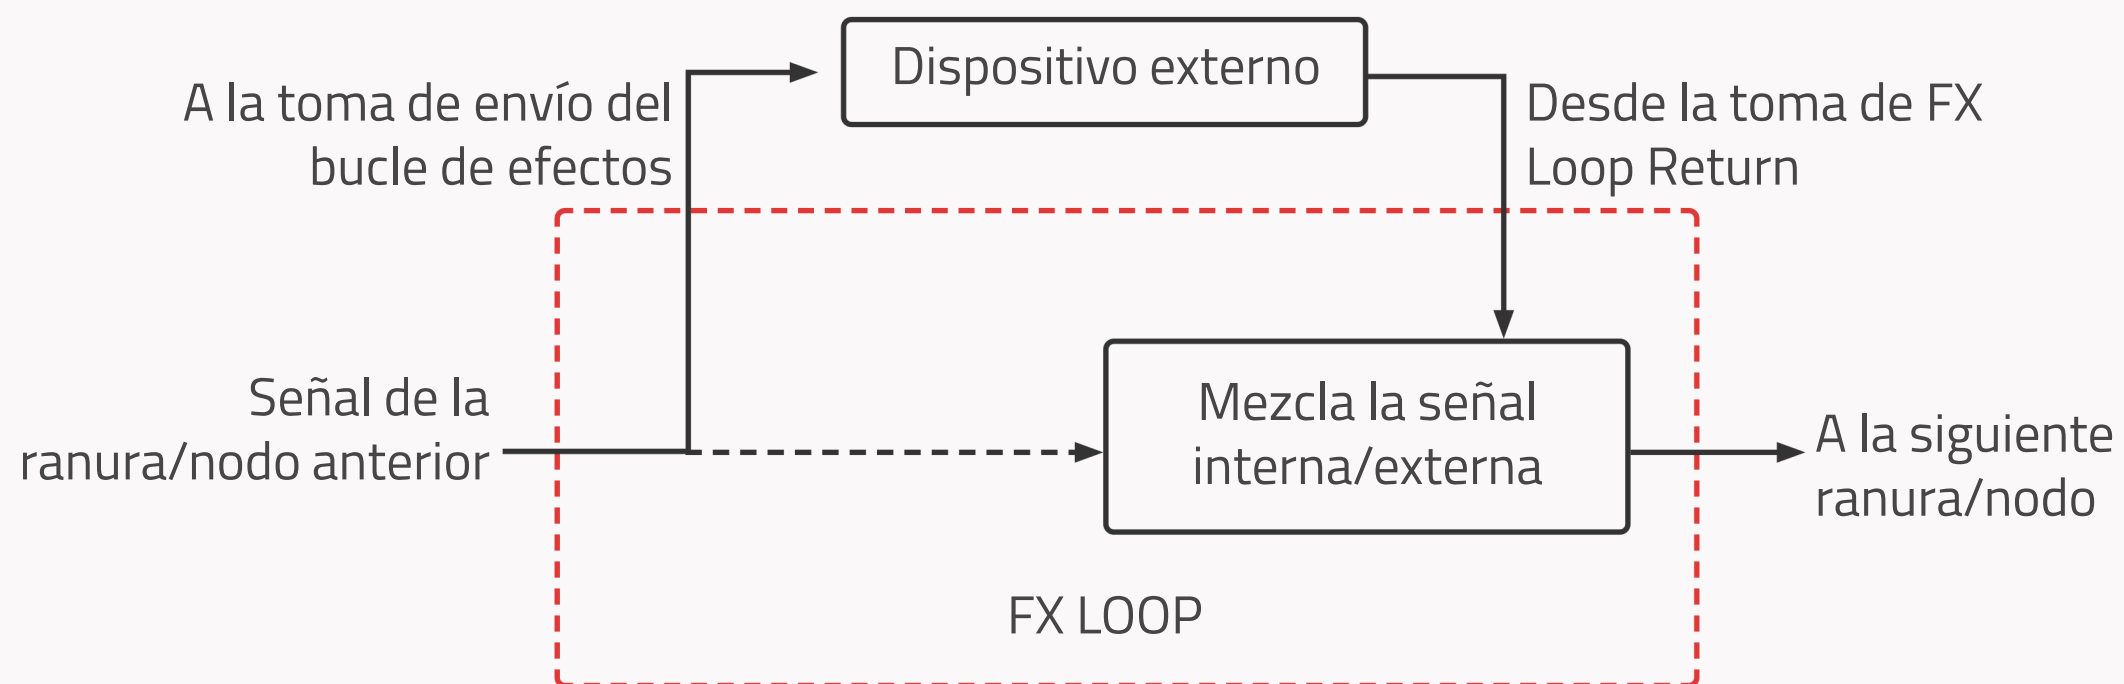 Dispositivo externo
A la toma de envío del
bucle de efectos
Desde la toma de FX
Loop Return
Señal de la
ranura/nodo anterior
Mezcla la señal
interna/externa
A la siguiente
ranura/nodo
FX LOOP